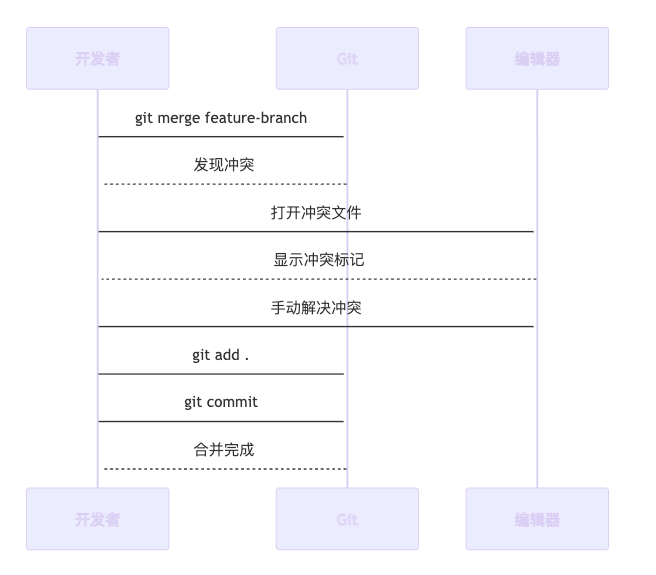 开发者
Git
编辑器
git merge feature-branch
发现冲突
打开冲突文件
显示冲突标记
手动解决冲突
git add .
git commit
合并完成
开发者
Git
编辑器